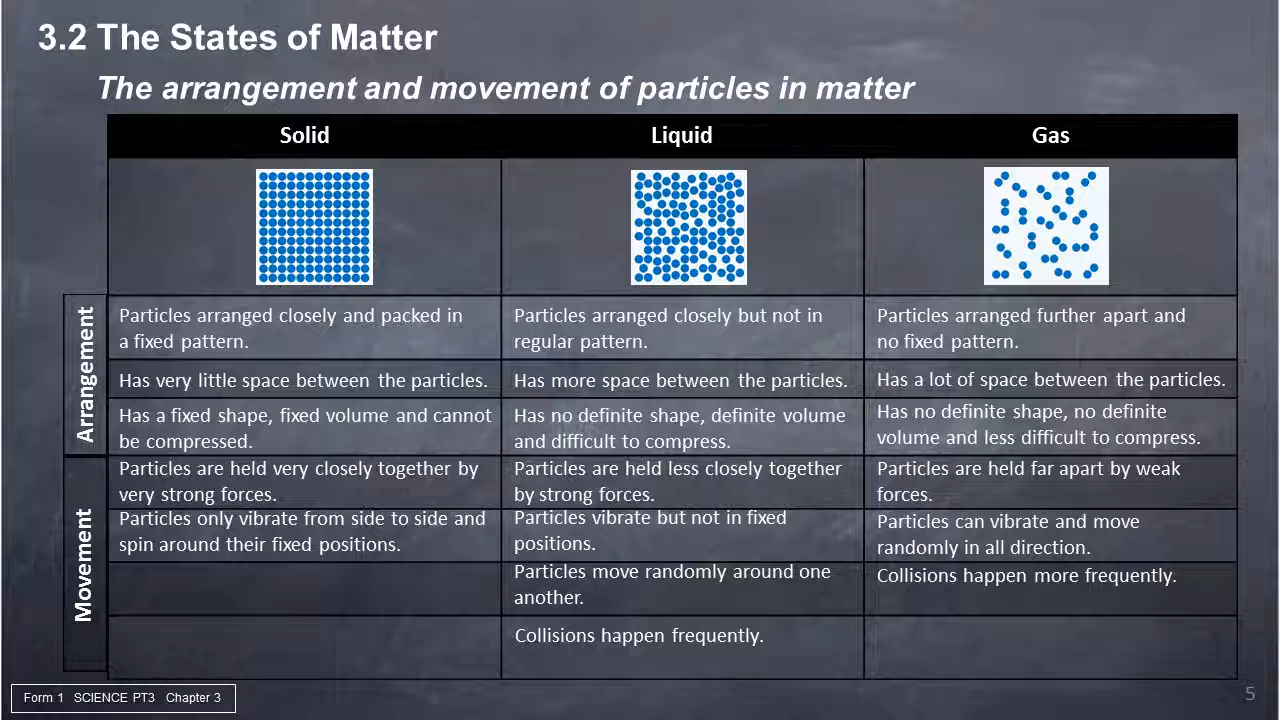 3.2 The States of Matter
The arrangement and movement of particles in matter
Solid
Liquid
Gas
Arrangement
Particles arranged closely and packed in
a fixed pattern.
Particles arranged closely but not in
regular pattern.
Particles arranged further apart and
no fixed pattern.
Has very little space between the particles.
Has more space between the particles.
Has a lot of space between the particles.
Has a fixed shape, fixed volume and cannot
be compressed.
Has no definite shape, definite volume
and difficult to compress.
Has no definite shape, no definite
volume and less difficult to compress.
Movement
Particles are held very closely together by
very strong forces.
Particles are held less closely together
by strong forces.
Particles are held far apart by weak
forces.
Particles only vibrate from side to side and
spin around their fixed positions.
Particles vibrate but not in fixed
positions.
Particles can vibrate and move
randomly in all direction.
Particles move randomly around one
another.
Collisions happen more frequently.
Collisions happen frequently.
Form 1 SCIENCE PT3 Chapter 3
5